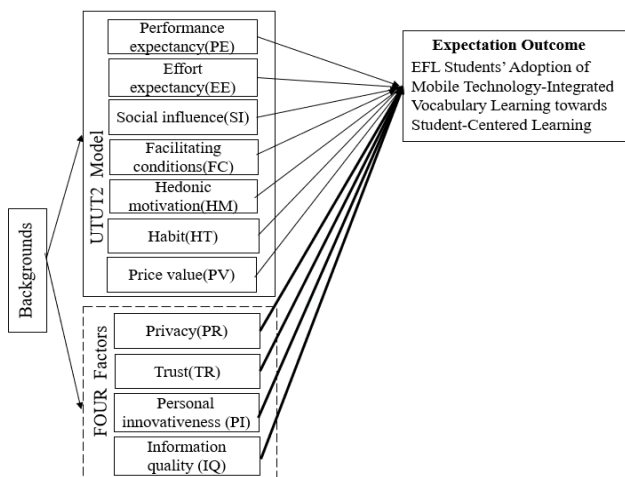 Performance
expectancy(PE)
Effort
expectancy(EE)
Social influence(SI)
Facilitating
conditions(FC)
Hedonic
motivation(HM)
Habit(HT)
Price value(PV)
UTUT2 Model
Backgrounds
FOUR Factors
Privacy(PR)
Trust(TR)
Personal
innovativeness (PI)
Information
quality (IQ)
Expectation Outcome
EFL Students' Adoption of
Mobile Technology-Integrated
Vocabulary Learning towards
Student-Centered Learning